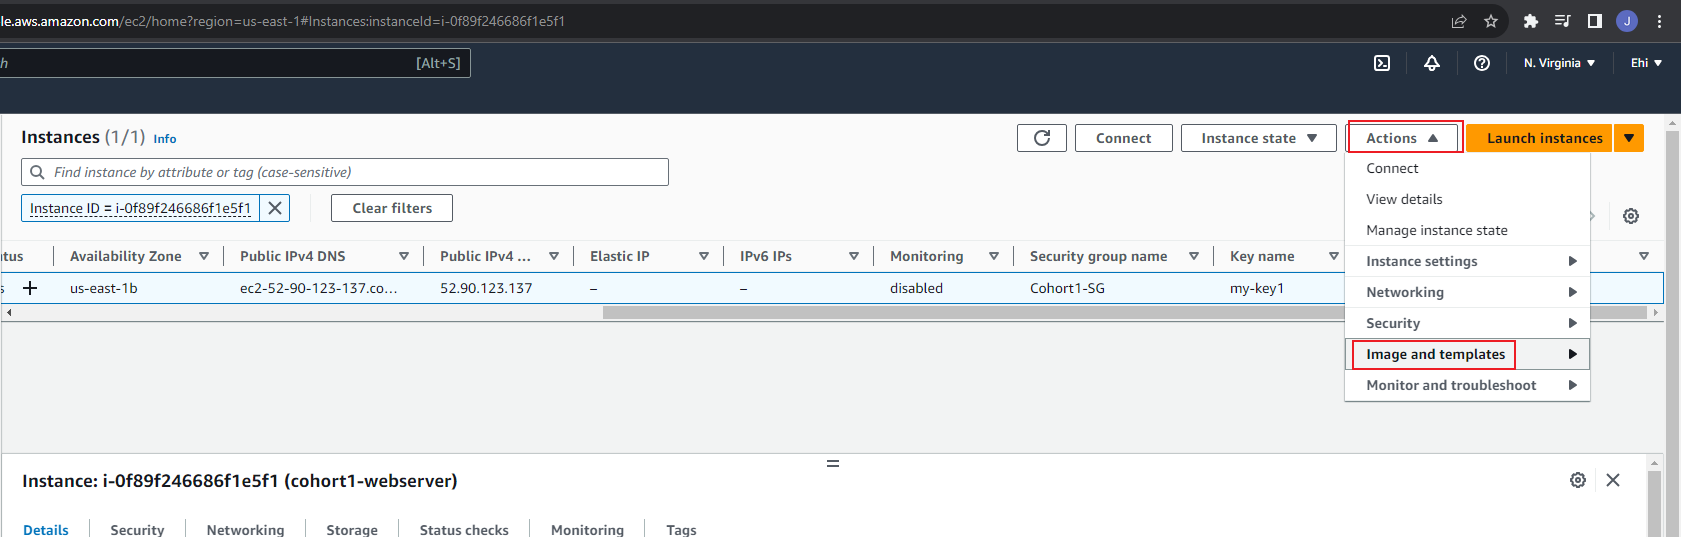 le.aws.amazon.com/ec2/home?region=us-east-1#Instances:instanceId=i-0f89f246686f1e5f1
J
h
[Alt+S]
N. Virginia
Ehi
Instances (1/1) Info
Connect
Instance state
Actions
Launch instances
Find instance by attribute or tag (case-sensitive)
Instance ID = i-0f89f246686f1e5f1
Clear filters
Connect
View details
Manage instance state
Instance settings
Networking
Security
Image and templates
Monitor and troubleshoot
tus Availability Zone Public IPv4 DNS Public IPv4 ... Elastic IP IPv6 IPs Monitoring Security group name Key name
s us-east-1b ec2-52-90-123-137.co... 52.90.123.137 – – disabled Cohort1-SG my-key1
Instance: i-0f89f246686f1e5f1 (cohort1-webserver)
Details Security Networking Storage Status checks Monitoring Tags